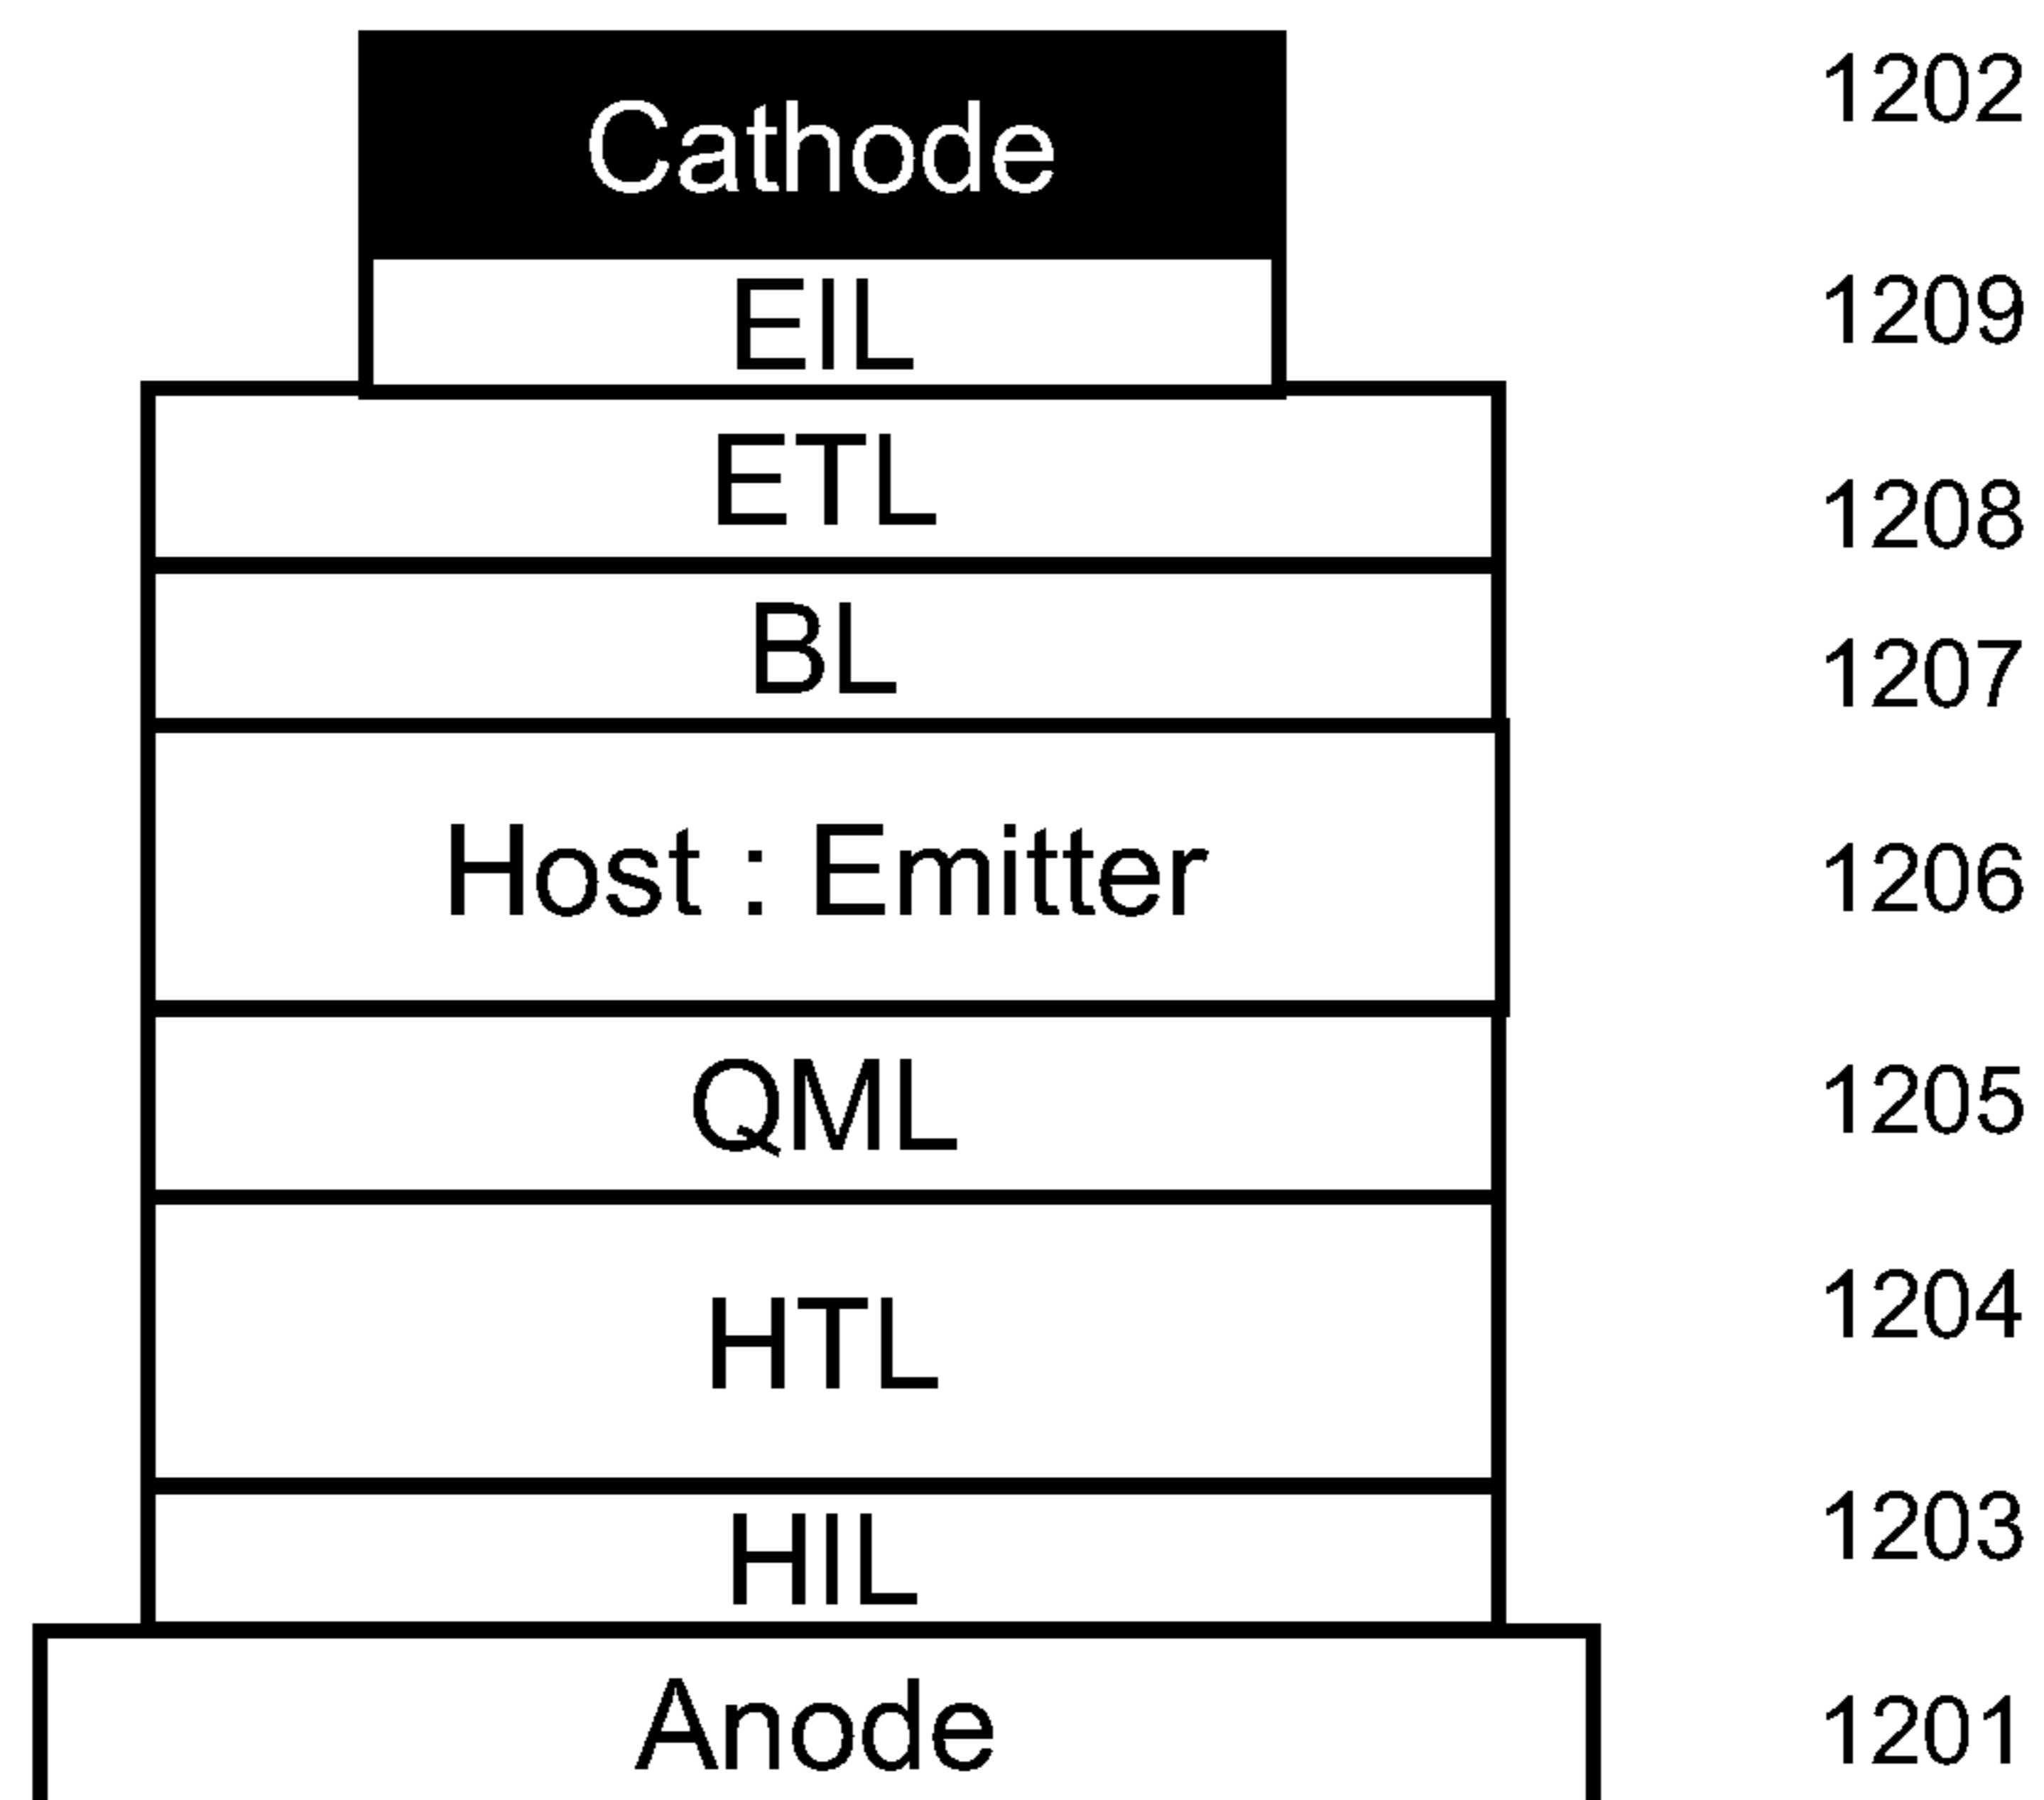 Cathode 1202
EIL 1209
ETL 1208
BL 1207
Host : Emitter 1206
QML 1205
HTL 1204
HIL 1203
Anode 1201